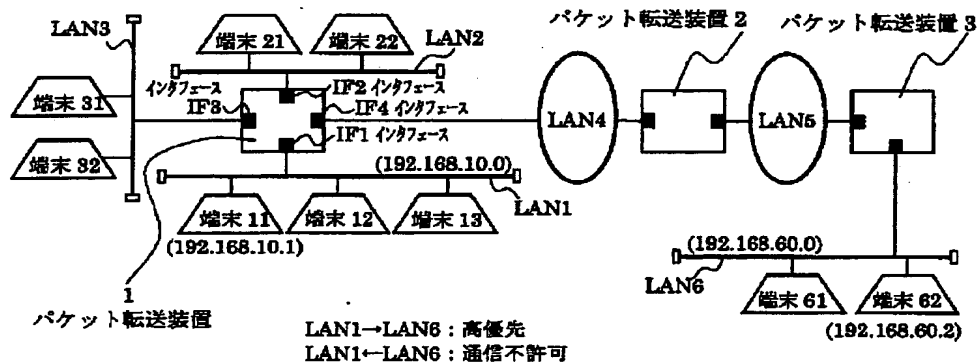 パケット転送装置 2
パケット転送装置 3
LAN3
端末 21
端末 22
LAN2
インタフェース
IF2 インタフェース
IF3
IF4 インタフェース
IF1 インタフェース
端末 31
端末 32
LAN4
LAN5
(192.168.10.0)
LAN1
端末 11
端末 12
端末 13
(192.168.10.1)
(192.168.60.0)
LAN6
端末 61
端末 62
(192.168.60.2)
1
パケット転送装置
LAN1→LAN6:高優先
LAN1←LAN6:通信不許可